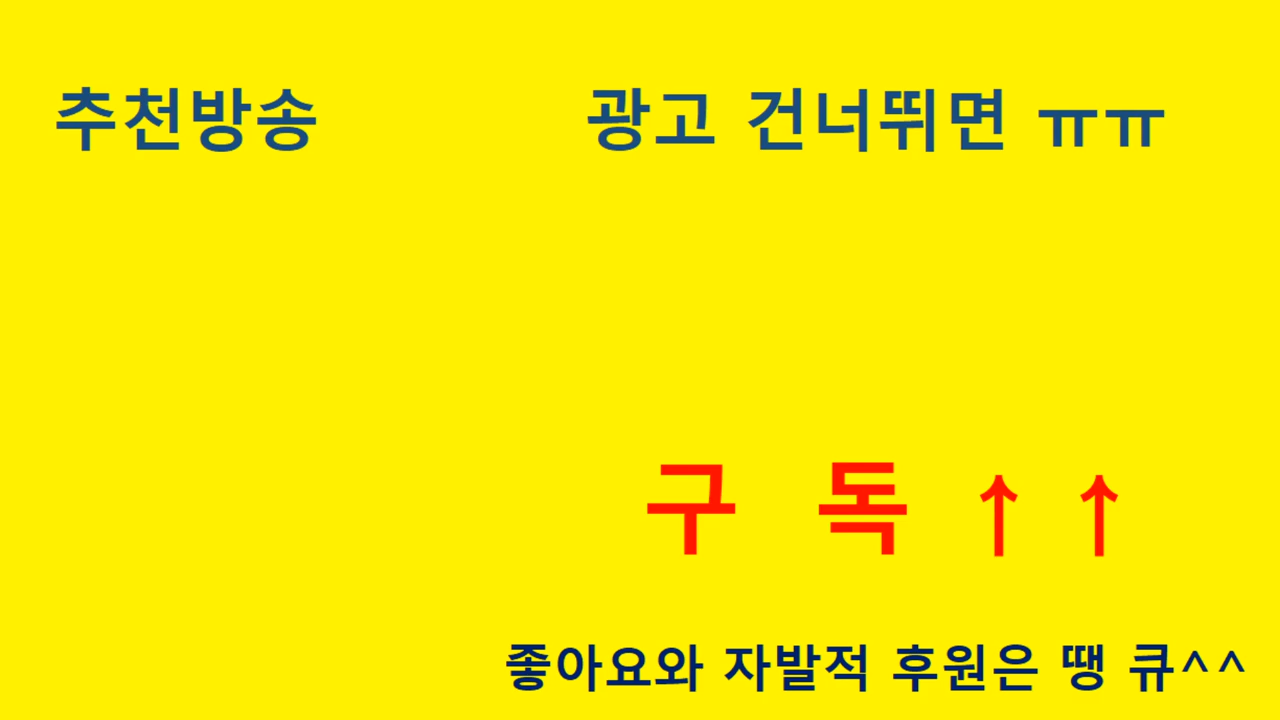 추천방송
광고 건너뛰면 ㅠㅠ
구 독 ↑ ↑
좋아요와 자발적 후원은 땡 큐^^